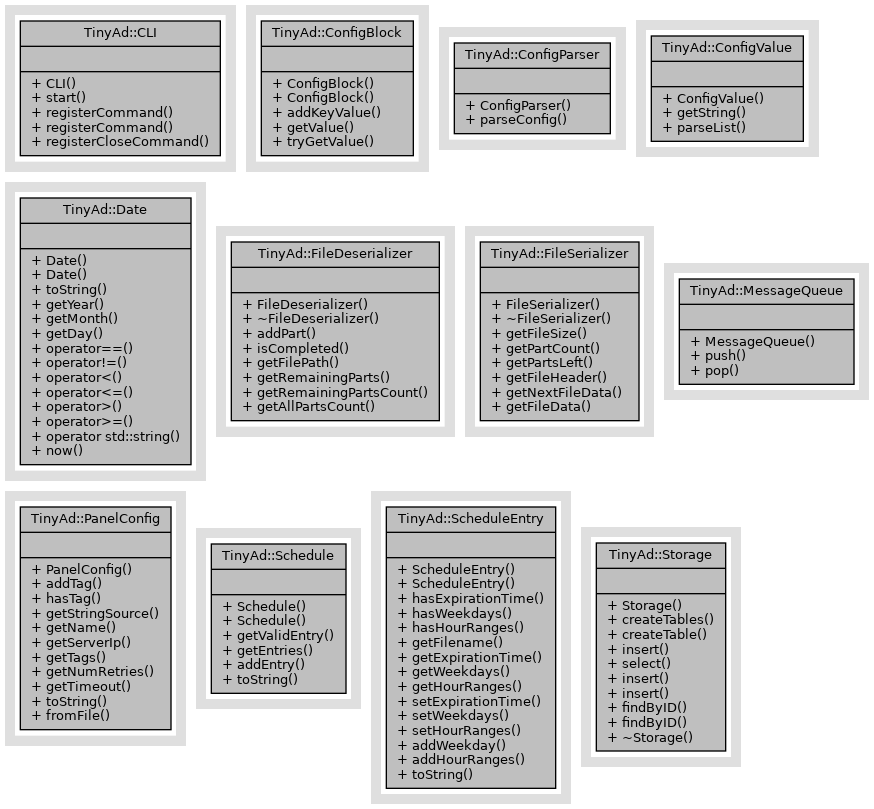 TinyAd::CLI
+ CLI()
+ start()
+ registerCommand()
+ registerCommand()
+ registerCloseCommand()
TinyAd::ConfigBlock
+ ConfigBlock()
+ ConfigBlock()
+ addKeyValue()
+ getValue()
+ tryGetValue()
TinyAd::ConfigParser
+ ConfigParser()
+ parseConfig()
TinyAd::ConfigValue
+ ConfigValue()
+ getString()
+ parseList()
TinyAd::Date
+ Date()
+ Date()
+ toString()
+ getYear()
+ getMonth()
+ getDay()
+ operator==()
+ operator!=()
+ operator<()
+ operator<=()
+ operator>()
+ operator>=()
+ operator std::string()
+ now()
TinyAd::FileDeserializer
+ FileDeserializer()
+ ~FileDeserializer()
+ addPart()
+ isCompleted()
+ getFilePath()
+ getRemainingParts()
+ getRemainingPartsCount()
+ getAllPartsCount()
TinyAd::FileSerializer
+ FileSerializer()
+ ~FileSerializer()
+ getFileSize()
+ getPartCount()
+ getPartsLeft()
+ getFileHeader()
+ getNextFileData()
+ getFileData()
TinyAd::MessageQueue
+ MessageQueue()
+ push()
+ pop()
TinyAd::PanelConfig
+ PanelConfig()
+ addTag()
+ hasTag()
+ getStringSource()
+ getName()
+ getServerIp()
+ getTags()
+ getNumRetries()
+ getTimeout()
+ toString()
+ fromFile()
TinyAd::Schedule
+ Schedule()
+ Schedule()
+ getValidEntry()
+ getEntries()
+ addEntry()
+ toString()
TinyAd::ScheduleEntry
+ ScheduleEntry()
+ ScheduleEntry()
+ hasExpirationTime()
+ hasWeekdays()
+ hasHourRanges()
+ getFilename()
+ getExpirationTime()
+ getWeekdays()
+ getHourRanges()
+ setExpirationTime()
+ setWeekdays()
+ setHourRanges()
+ addWeekday()
+ addHourRanges()
+ toString()
TinyAd::Storage
+ Storage()
+ createTables()
+ createTable()
+ insert()
+ select()
+ insert()
+ insert()
+ findByID()
+ findByID()
+ ~Storage()